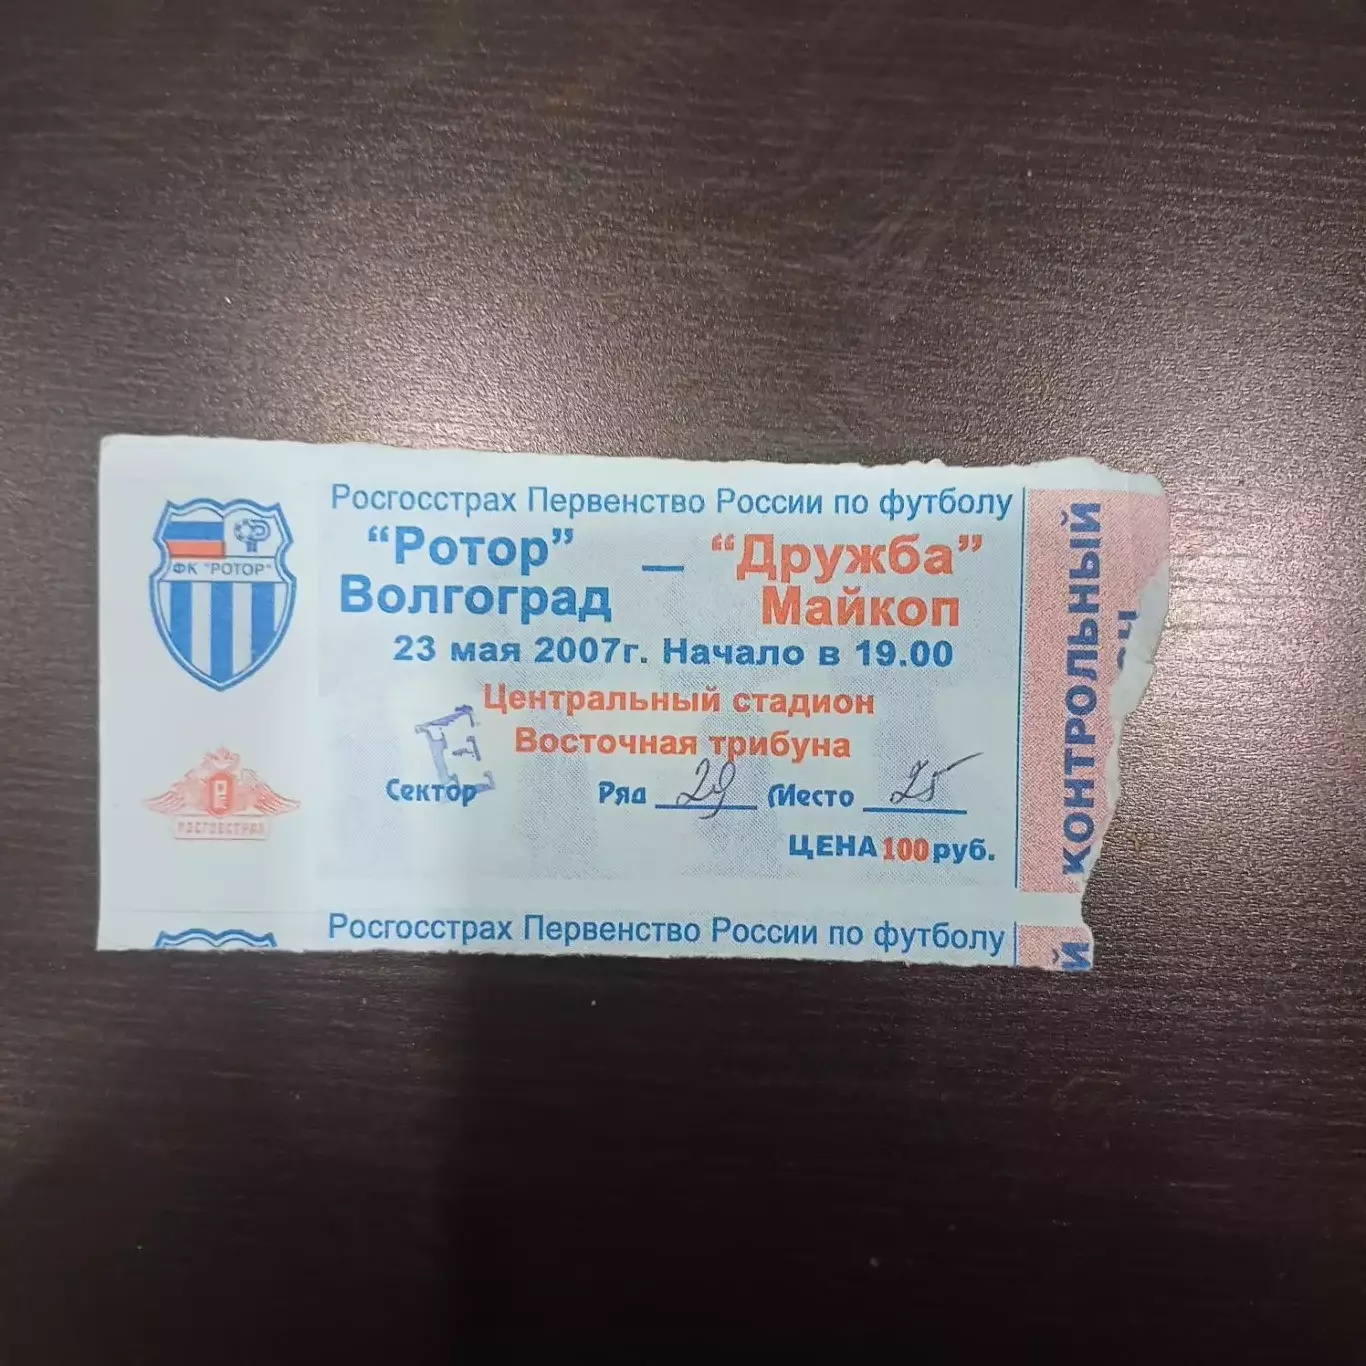 Росгосстрах Первенство России по футболу
ФК "РОТОР"
"Ротор" – "Дружба"
Волгоград Майкоп
23 мая 2007г. Начало в 19.00
Центральный стадион
Восточная трибуна
Сектор Е Ряд 29 Место 25
ЦЕНА 100 руб.
РОСГОССТРАХ
КОНТРОЛЬНЫЙ
Росгосстрах Первенство России по футболу
Й